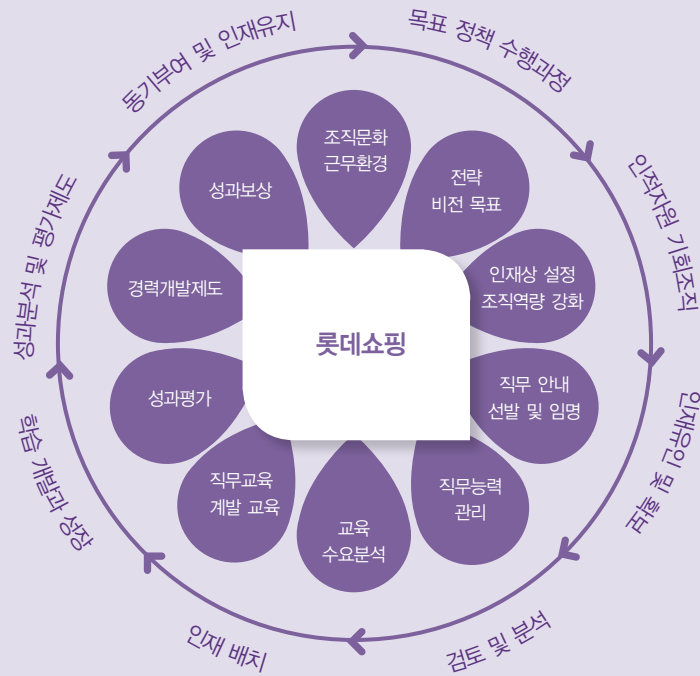 목표 정책 수행과정
인적자원 기회조직
인재유인 및 확보
검토 및 분석
인재 배치
학습 개발과 성장
성과분석 및 평가제도
동기부여 및 인재유지
조직문화
근무환경
전략
비전 목표
인재상 설정
조직역량 강화
직무 안내
선발 및 임명
직무능력
관리
교육
수요분석
직무교육
계발 교육
성과평가
경력개발제도
성과보상
롯데쇼핑